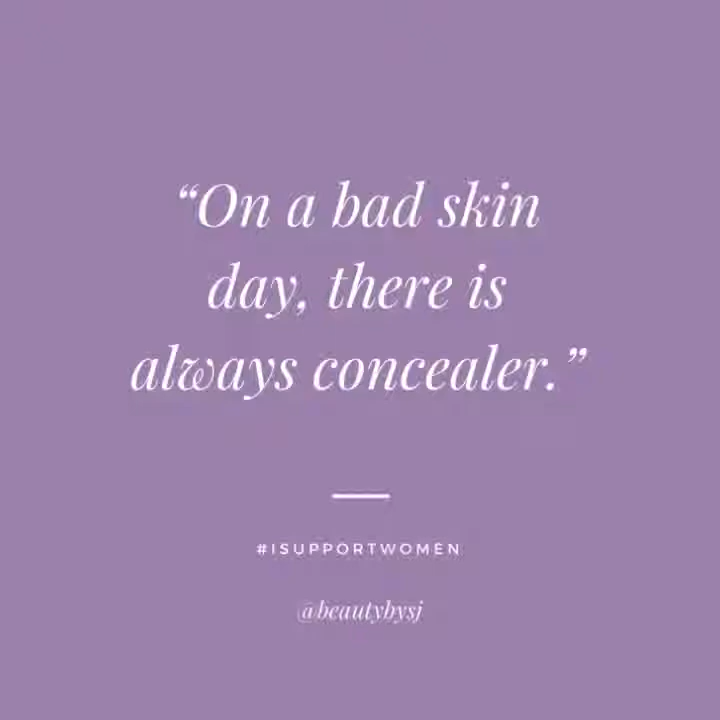 “On a bad skin
day, there is
always concealer.”
#ISUPPORTWOMEN
@beautybysj